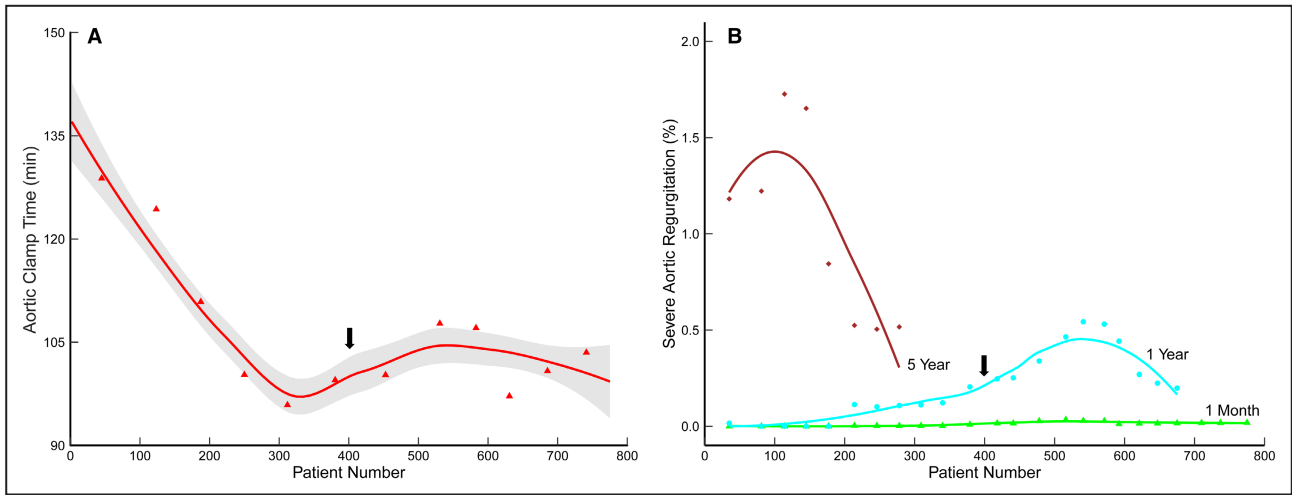 A
Aortic Clamp Time (min)
150
135
120
105
90
0 100 200 300 400 500 600 700 800
Patient Number
B
Severe Aortic Regurgitation (%)
2.0
1.5
1.0
0.5
0.0
5 Year
1 Year
1 Month
0 100 200 300 400 500 600 700 800
Patient Number